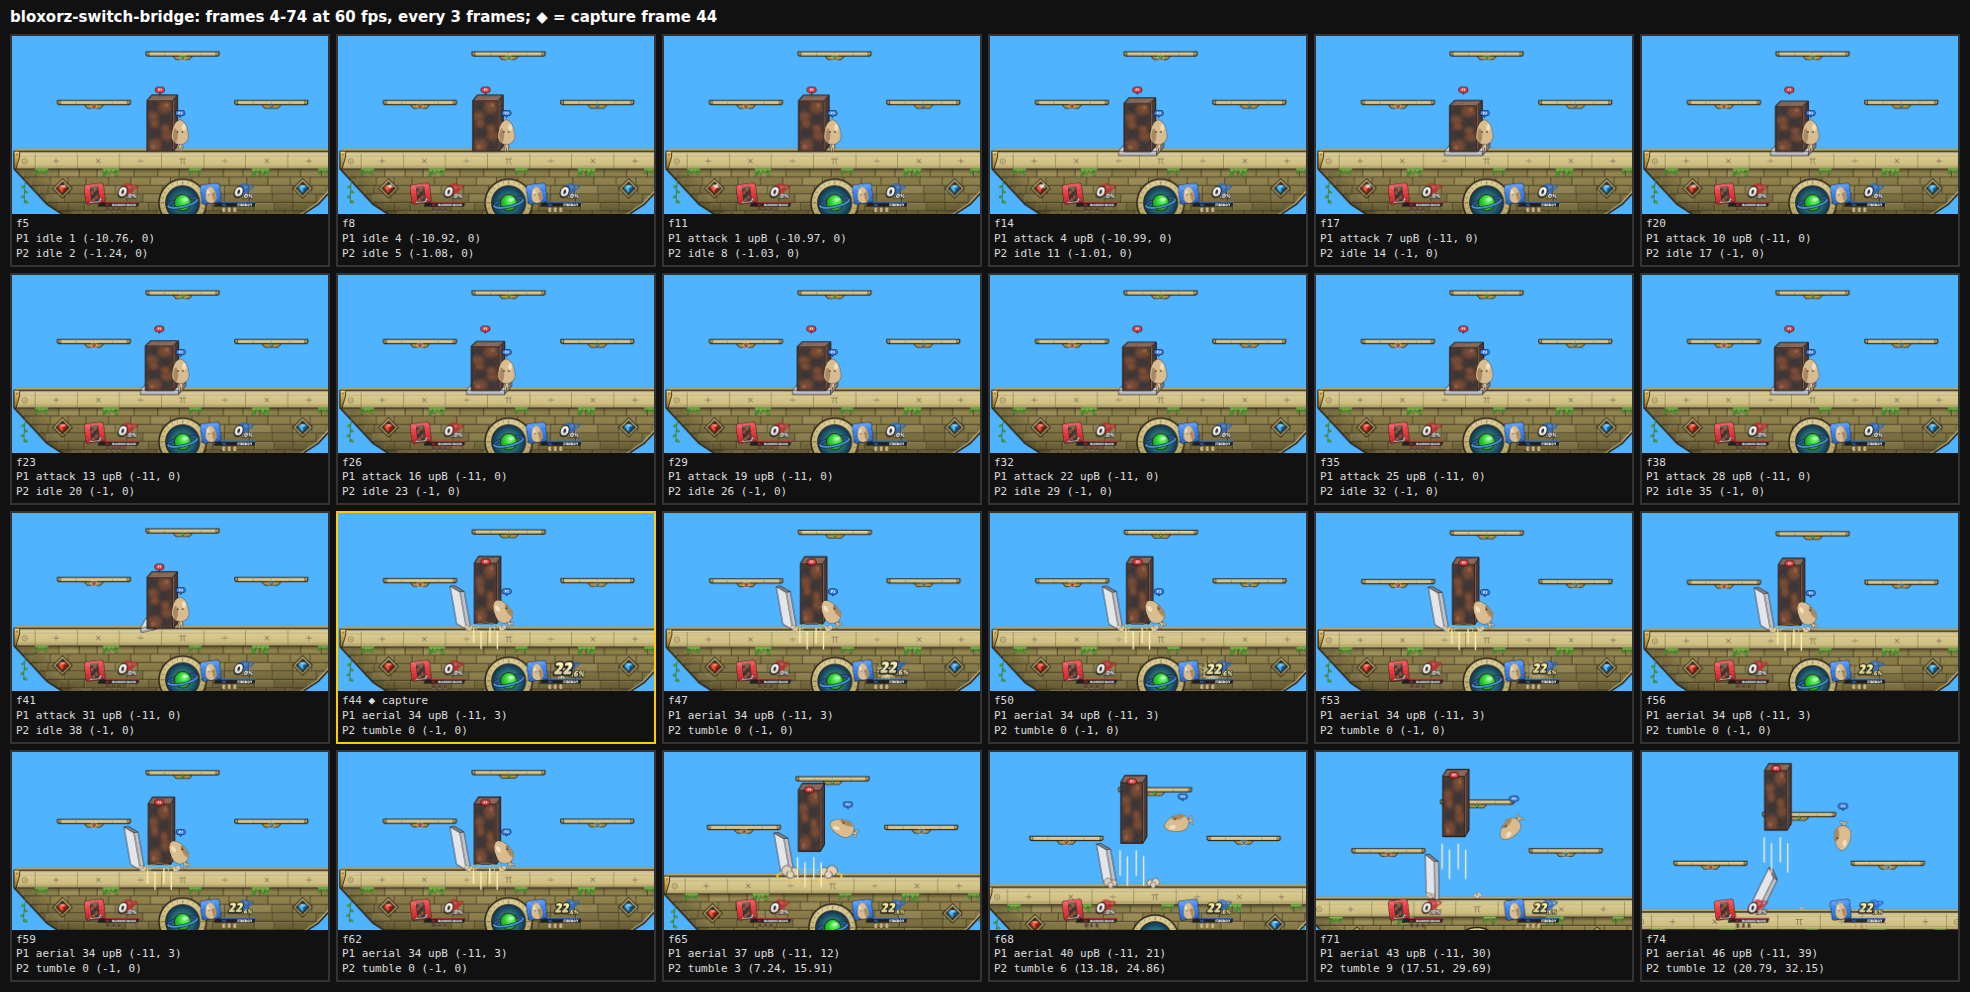 bloxorz-switch-bridge: frames 4-74 at 60 fps, every 3 frames; ◆ = capture frame 44
f5
P1 idle 1 (-10.76, 0)
P2 idle 2 (-1.24, 0)
f8
P1 idle 4 (-10.92, 0)
P2 idle 5 (-1.08, 0)
f11
P1 attack 1 upB (-10.97, 0)
P2 idle 8 (-1.03, 0)
f14
P1 attack 4 upB (-10.99, 0)
P2 idle 11 (-1.01, 0)
f17
P1 attack 7 upB (-11, 0)
P2 idle 14 (-1, 0)
f20
P1 attack 10 upB (-11, 0)
P2 idle 17 (-1, 0)
f23
P1 attack 13 upB (-11, 0)
P2 idle 20 (-1, 0)
f26
P1 attack 16 upB (-11, 0)
P2 idle 23 (-1, 0)
f29
P1 attack 19 upB (-11, 0)
P2 idle 26 (-1, 0)
f32
P1 attack 22 upB (-11, 0)
P2 idle 29 (-1, 0)
f35
P1 attack 25 upB (-11, 0)
P2 idle 32 (-1, 0)
f38
P1 attack 28 upB (-11, 0)
P2 idle 35 (-1, 0)
f41
P1 attack 31 upB (-11, 0)
P2 idle 38 (-1, 0)
f44 ◆ capture
P1 aerial 34 upB (-11, 3)
P2 tumble 0 (-1, 0)
f47
P1 aerial 34 upB (-11, 3)
P2 tumble 0 (-1, 0)
f50
P1 aerial 34 upB (-11, 3)
P2 tumble 0 (-1, 0)
f53
P1 aerial 34 upB (-11, 3)
P2 tumble 0 (-1, 0)
f56
P1 aerial 34 upB (-11, 3)
P2 tumble 0 (-1, 0)
f59
P1 aerial 34 upB (-11, 3)
P2 tumble 0 (-1, 0)
f62
P1 aerial 34 upB (-11, 3)
P2 tumble 0 (-1, 0)
f65
P1 aerial 37 upB (-11, 12)
P2 tumble 3 (7.24, 15.91)
f68
P1 aerial 40 upB (-11, 21)
P2 tumble 6 (13.18, 24.86)
f71
P1 aerial 43 upB (-11, 30)
P2 tumble 9 (17.51, 29.69)
f74
P1 aerial 46 upB (-11, 39)
P2 tumble 12 (20.79, 32.15)